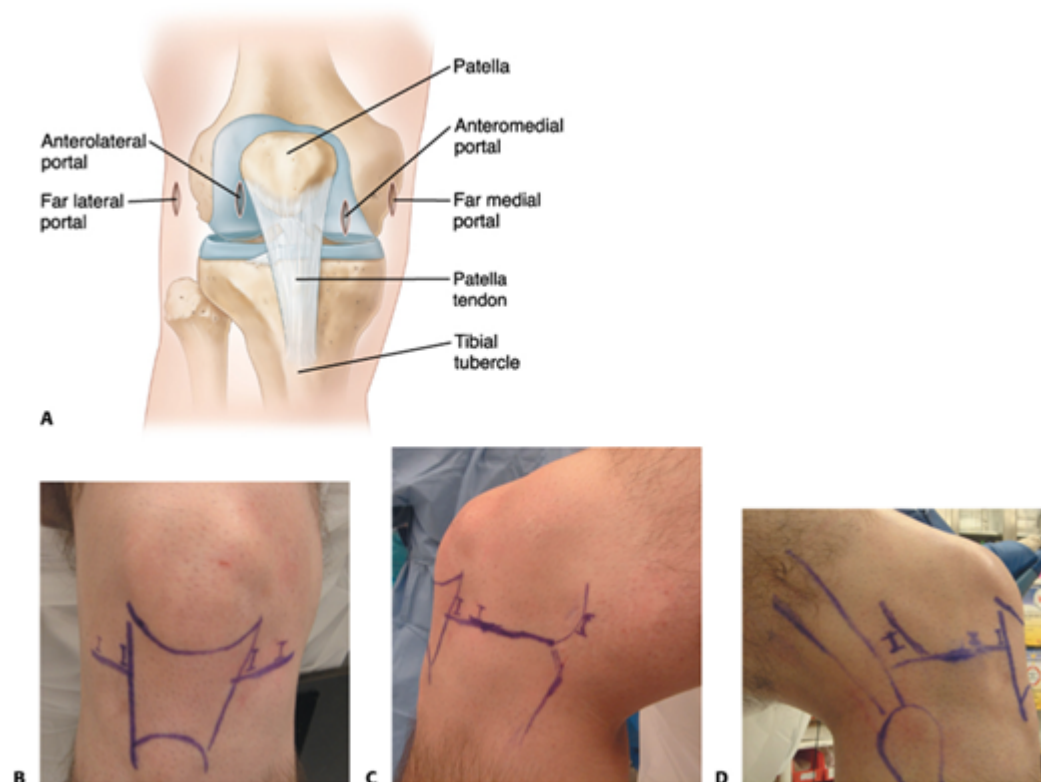 Patella
Anterolateral
portal
Anteromedial
portal
Far lateral
portal
Far medial
portal
Patella
tendon
Tibial
tubercle
A
B
C
D